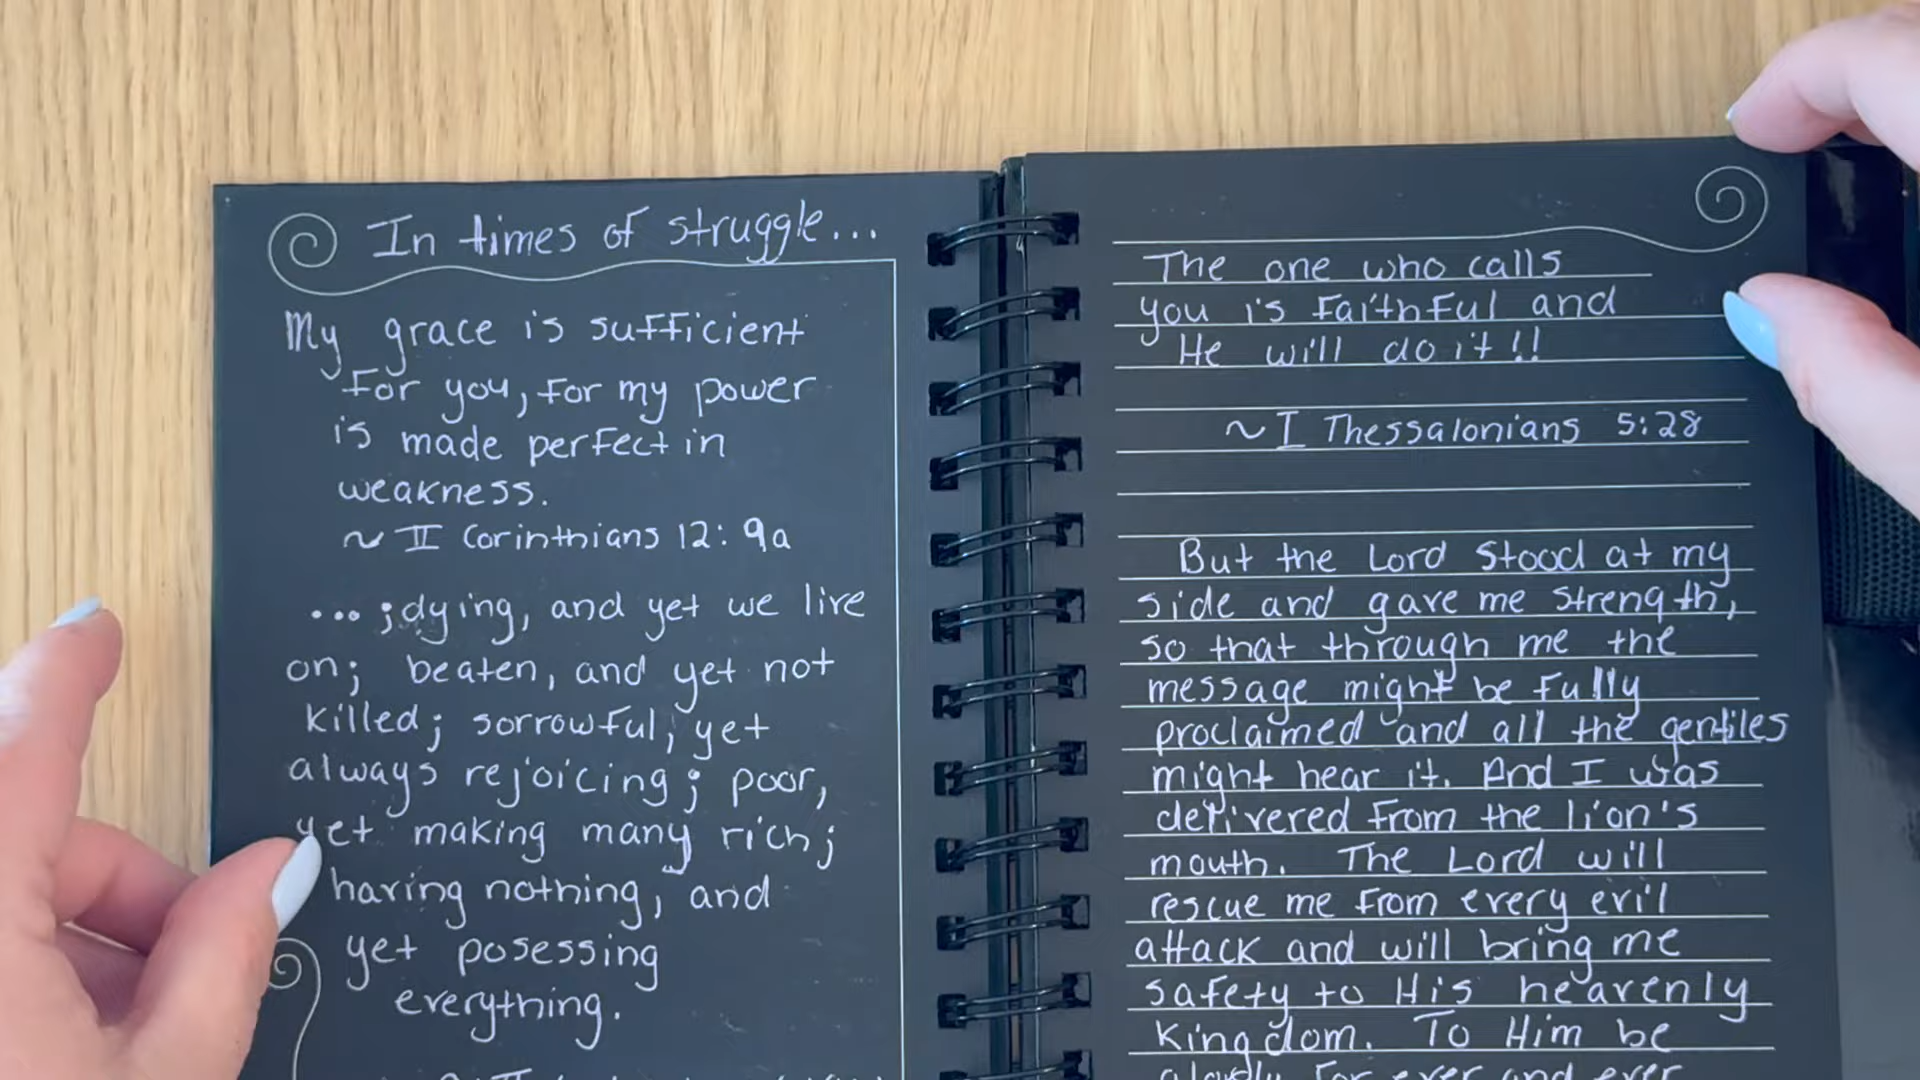 In times of struggle...
My grace is sufficient
for you, for my power
is made perfect in
weakness.
~ II Corinthians 12:9a
... ;dying, and yet we live
on; beaten, and yet not
killed; sorrowful, yet
always rejoicing; poor,
yet making many rich;
having nothing, and
yet posessing
everything.
The one who calls
you is faithful and
He will do it!!
~ I Thessalonians 5:28
But the Lord stood at my
side and gave me strength,
so that through me the
message might be fully
proclaimed and all the gentiles
might hear it. And I was
delivered from the lion's
mouth. The Lord will
rescue me from every evil
attack and will bring me
safety to His heavenly
Kingdom. To Him be
for ever and ever